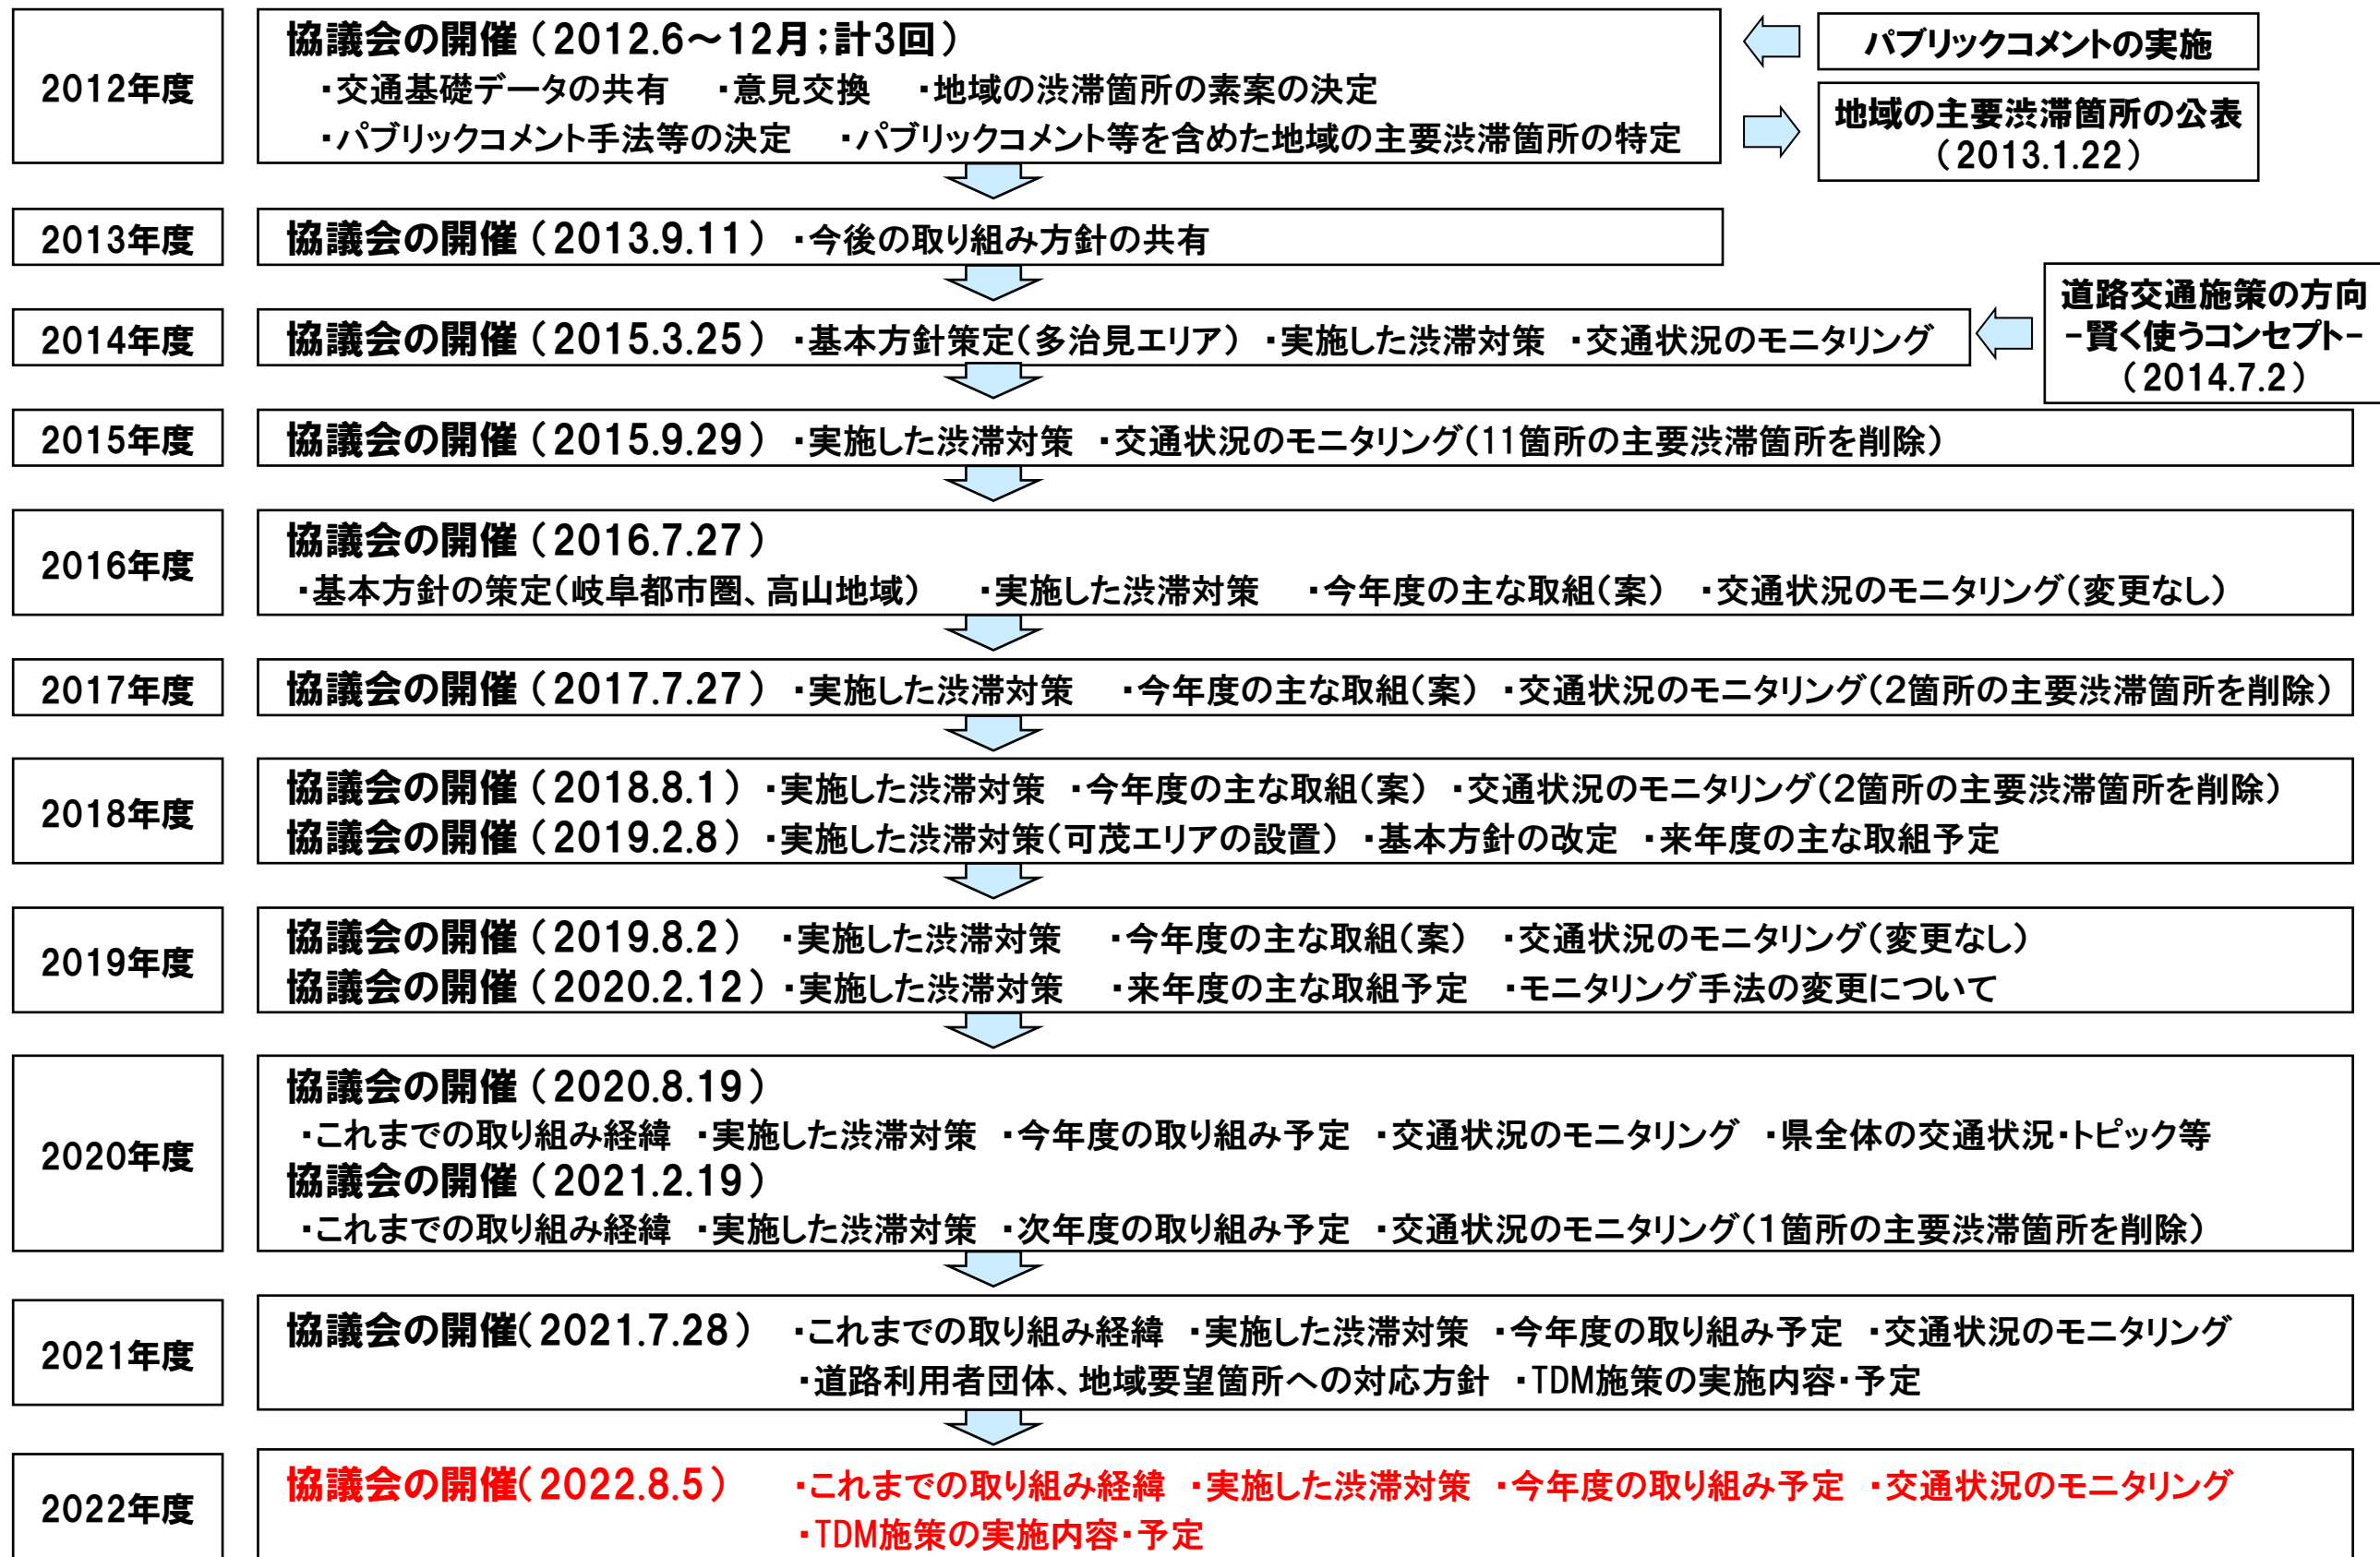 2012年度
協議会の開催（2012.6～12月；計3回）
・交通基礎データの共有　・意見交換　・地域の渋滞箇所の素案の決定
・パブリックコメント手法等の決定　・パブリックコメント等を含めた地域の主要渋滞箇所の特定
パブリックコメントの実施
地域の主要渋滞箇所の公表
（2013.1.22）
2013年度
協議会の開催（2013.9.11）・今後の取り組み方針の共有
2014年度
協議会の開催（2015.3.25）・基本方針策定（多治見エリア）・実施した渋滞対策　・交通状況のモニタリング
道路交通施策の方向
-賢く使うコンセプト-
（2014.7.2）
2015年度
協議会の開催（2015.9.29）・実施した渋滞対策　・交通状況のモニタリング（11箇所の主要渋滞箇所を削除）
2016年度
協議会の開催（2016.7.27）
・基本方針の策定（岐阜都市圏、高山地域）　・実施した渋滞対策　・今年度の主な取組（案）　・交通状況のモニタリング（変更なし）
2017年度
協議会の開催（2017.7.27）・実施した渋滞対策　・今年度の主な取組（案）・交通状況のモニタリング（2箇所の主要渋滞箇所を削除）
2018年度
協議会の開催（2018.8.1）・実施した渋滞対策　・今年度の主な取組（案）・交通状況のモニタリング（2箇所の主要渋滞箇所を削除）
協議会の開催（2019.2.8）・実施した渋滞対策（可茂エリアの設置）・基本方針の改定　・来年度の主な取組予定
2019年度
協議会の開催（2019.8.2）・実施した渋滞対策　・今年度の主な取組（案）　・交通状況のモニタリング（変更なし）
協議会の開催（2020.2.12）・実施した渋滞対策　・来年度の主な取組予定　・モニタリング手法の変更について
2020年度
協議会の開催（2020.8.19）
・これまでの取り組み経緯　・実施した渋滞対策　・今年度の取り組み予定　・交通状況のモニタリング　・県全体の交通状況・トピック等
協議会の開催（2021.2.19）
・これまでの取り組み経緯　・実施した渋滞対策　・次年度の取り組み予定　・交通状況のモニタリング（1箇所の主要渋滞箇所を削除）
2021年度
協議会の開催（2021.7.28）　・これまでの取り組み経緯　・実施した渋滞対策　・今年度の取り組み予定　・交通状況のモニタリング
・道路利用者団体、地域要望箇所への対応方針　・TDM施策の実施内容・予定
2022年度
協議会の開催（2022.8.5）　・これまでの取り組み経緯　・実施した渋滞対策　・今年度の取り組み予定　・交通状況のモニタリング
・TDM施策の実施内容・予定